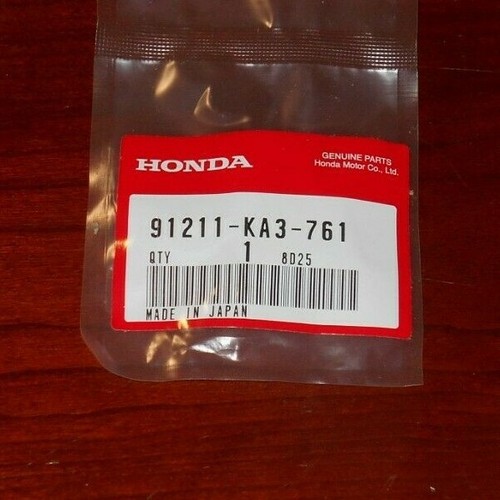 HONDA
GENUINE PARTS
Honda Motor Co., Ltd.
91211-KA3-761
QTY 1 8D25
MADE IN JAPAN